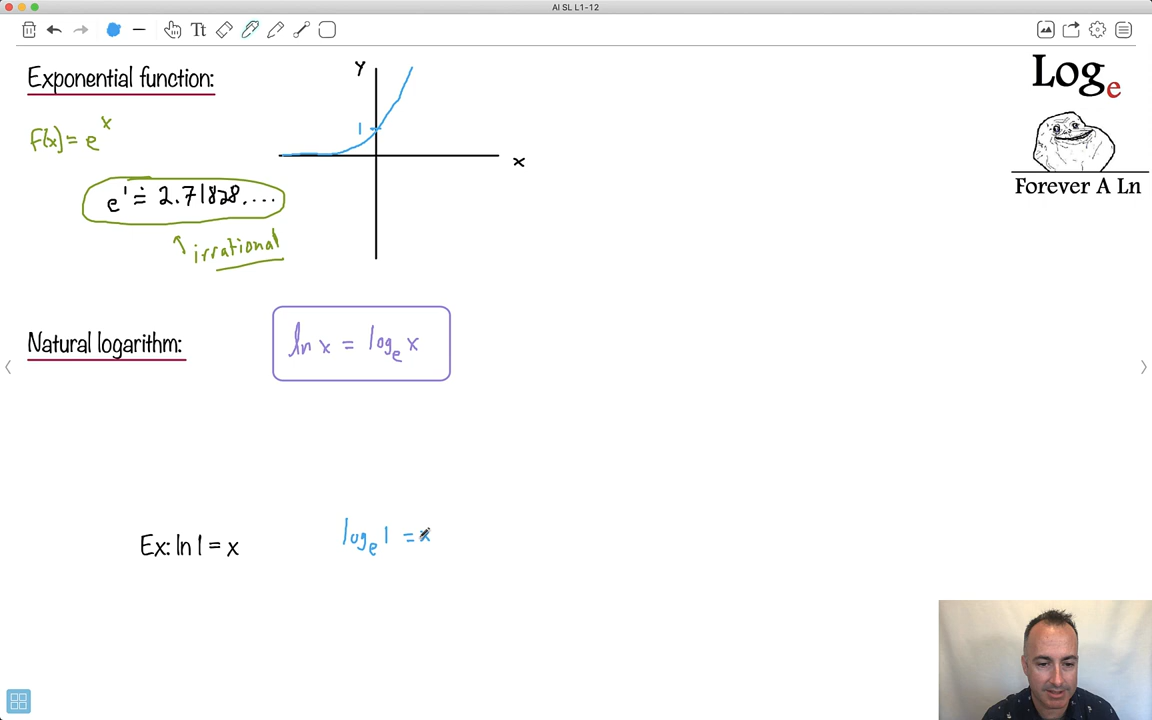 AI SL L1-12
Tt
Exponential function:
f(x) = e^x
e^1 ≐ 2.71828....
irrational
Y
1
x
Log_e
Forever A Ln
Natural logarithm:
ln x = log_e x
Ex: ln 1 = x
log_e 1 = x